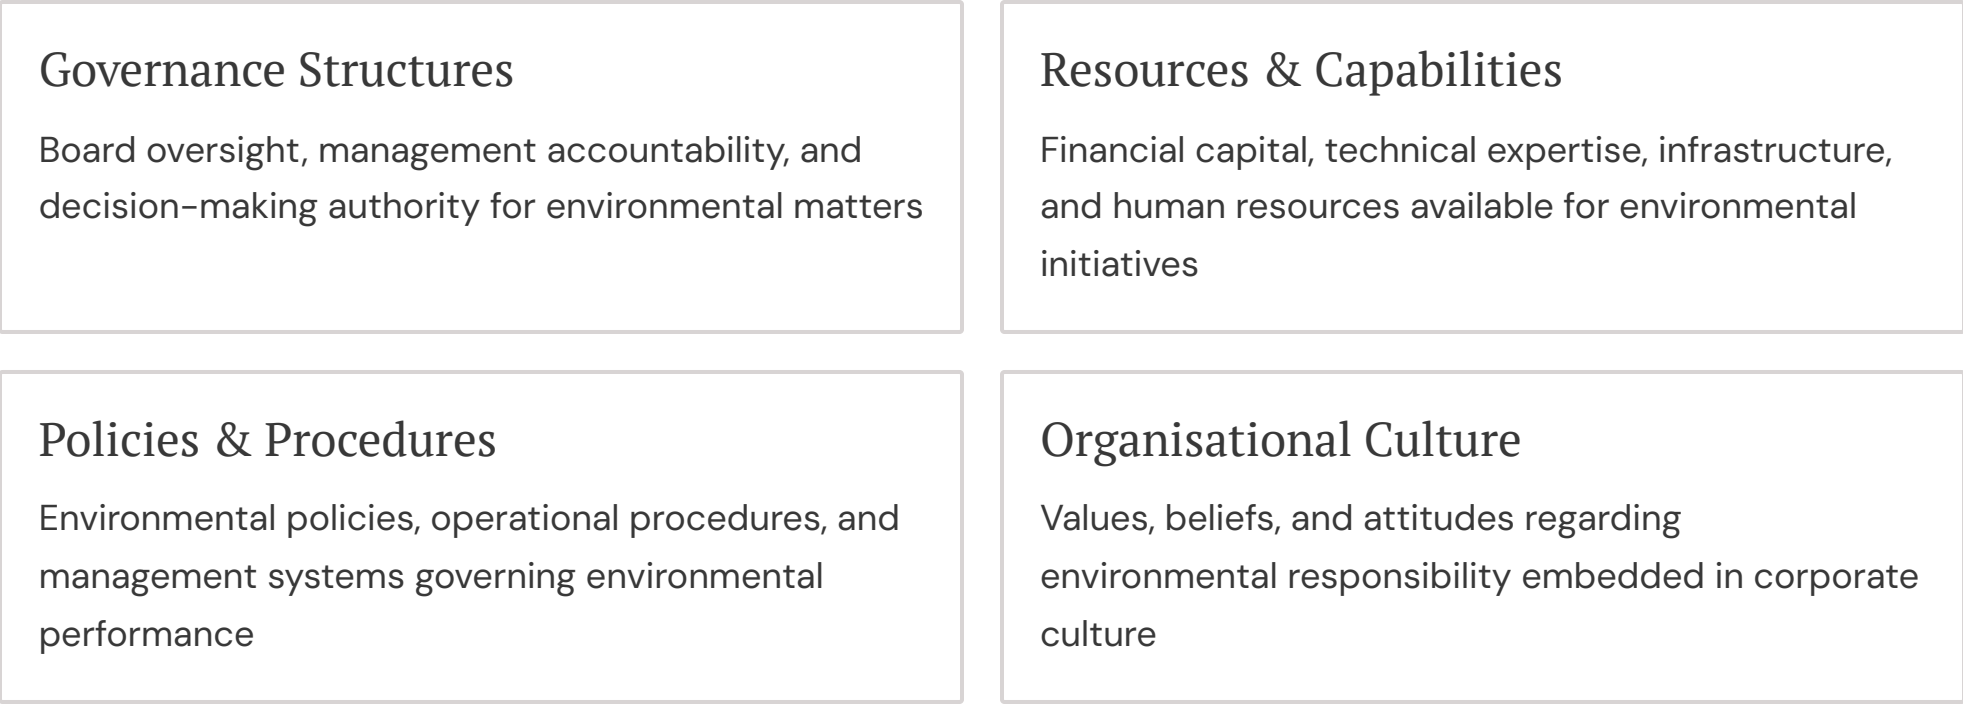 Governance Structures
Board oversight, management accountability, and
decision-making authority for environmental matters
Resources & Capabilities
Financial capital, technical expertise, infrastructure,
and human resources available for environmental
initiatives
Policies & Procedures
Environmental policies, operational procedures, and
management systems governing environmental
performance
Organisational Culture
Values, beliefs, and attitudes regarding
environmental responsibility embedded in corporate
culture